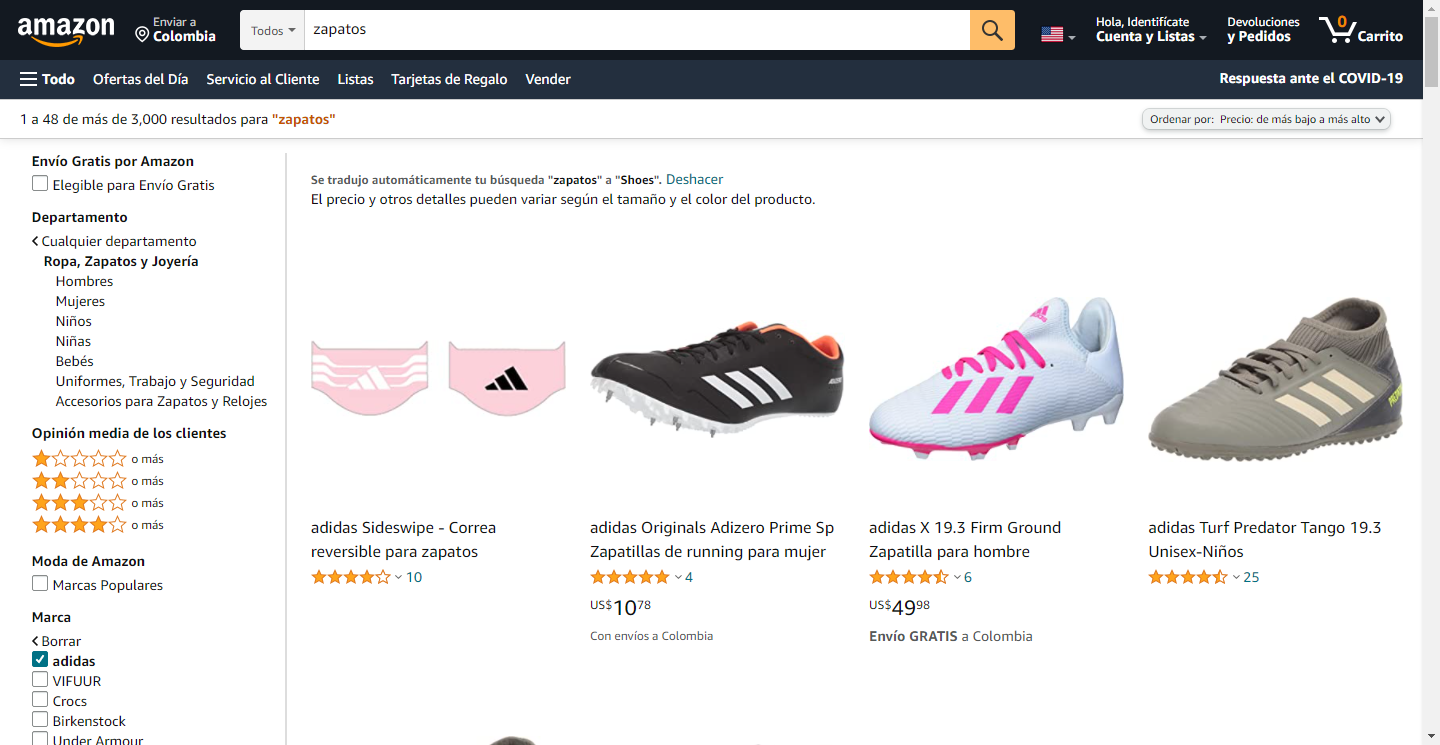 amazon
Enviar a
Colombia
Todos
zapatos
Hola, Identifícate
Cuenta y Listas
Devoluciones
y Pedidos
0
Carrito
Todo
Ofertas del Día
Servicio al Cliente
Listas
Tarjetas de Regalo
Vender
Respuesta ante el COVID-19
1 a 48 de más de 3,000 resultados para "zapatos"
Ordenar por: Precio: de más bajo a más alto
Envío Gratis por Amazon
Elegible para Envío Gratis
Departamento
Cualquier departamento
Ropa, Zapatos y Joyería
Hombres
Mujeres
Niños
Niñas
Bebés
Uniformes, Trabajo y Seguridad
Accesorios para Zapatos y Relojes
Opinión media de los clientes
o más
o más
o más
o más
Moda de Amazon
Marcas Populares
Marca
Borrar
adidas
VIFUUR
Crocs
Birkenstock
Under Armour
Se tradujo automáticamente tu búsqueda "zapatos" a "Shoes". Deshacer
El precio y otros detalles pueden variar según el tamaño y el color del producto.
adidas Sideswipe - Correa
reversible para zapatos
10
adidas Originals Adizero Prime Sp
Zapatillas de running para mujer
4
US$1078
Con envíos a Colombia
adidas X 19.3 Firm Ground
Zapatilla para hombre
6
US$4998
Envío GRATIS a Colombia
adidas Turf Predator Tango 19.3
Unisex-Niños
25